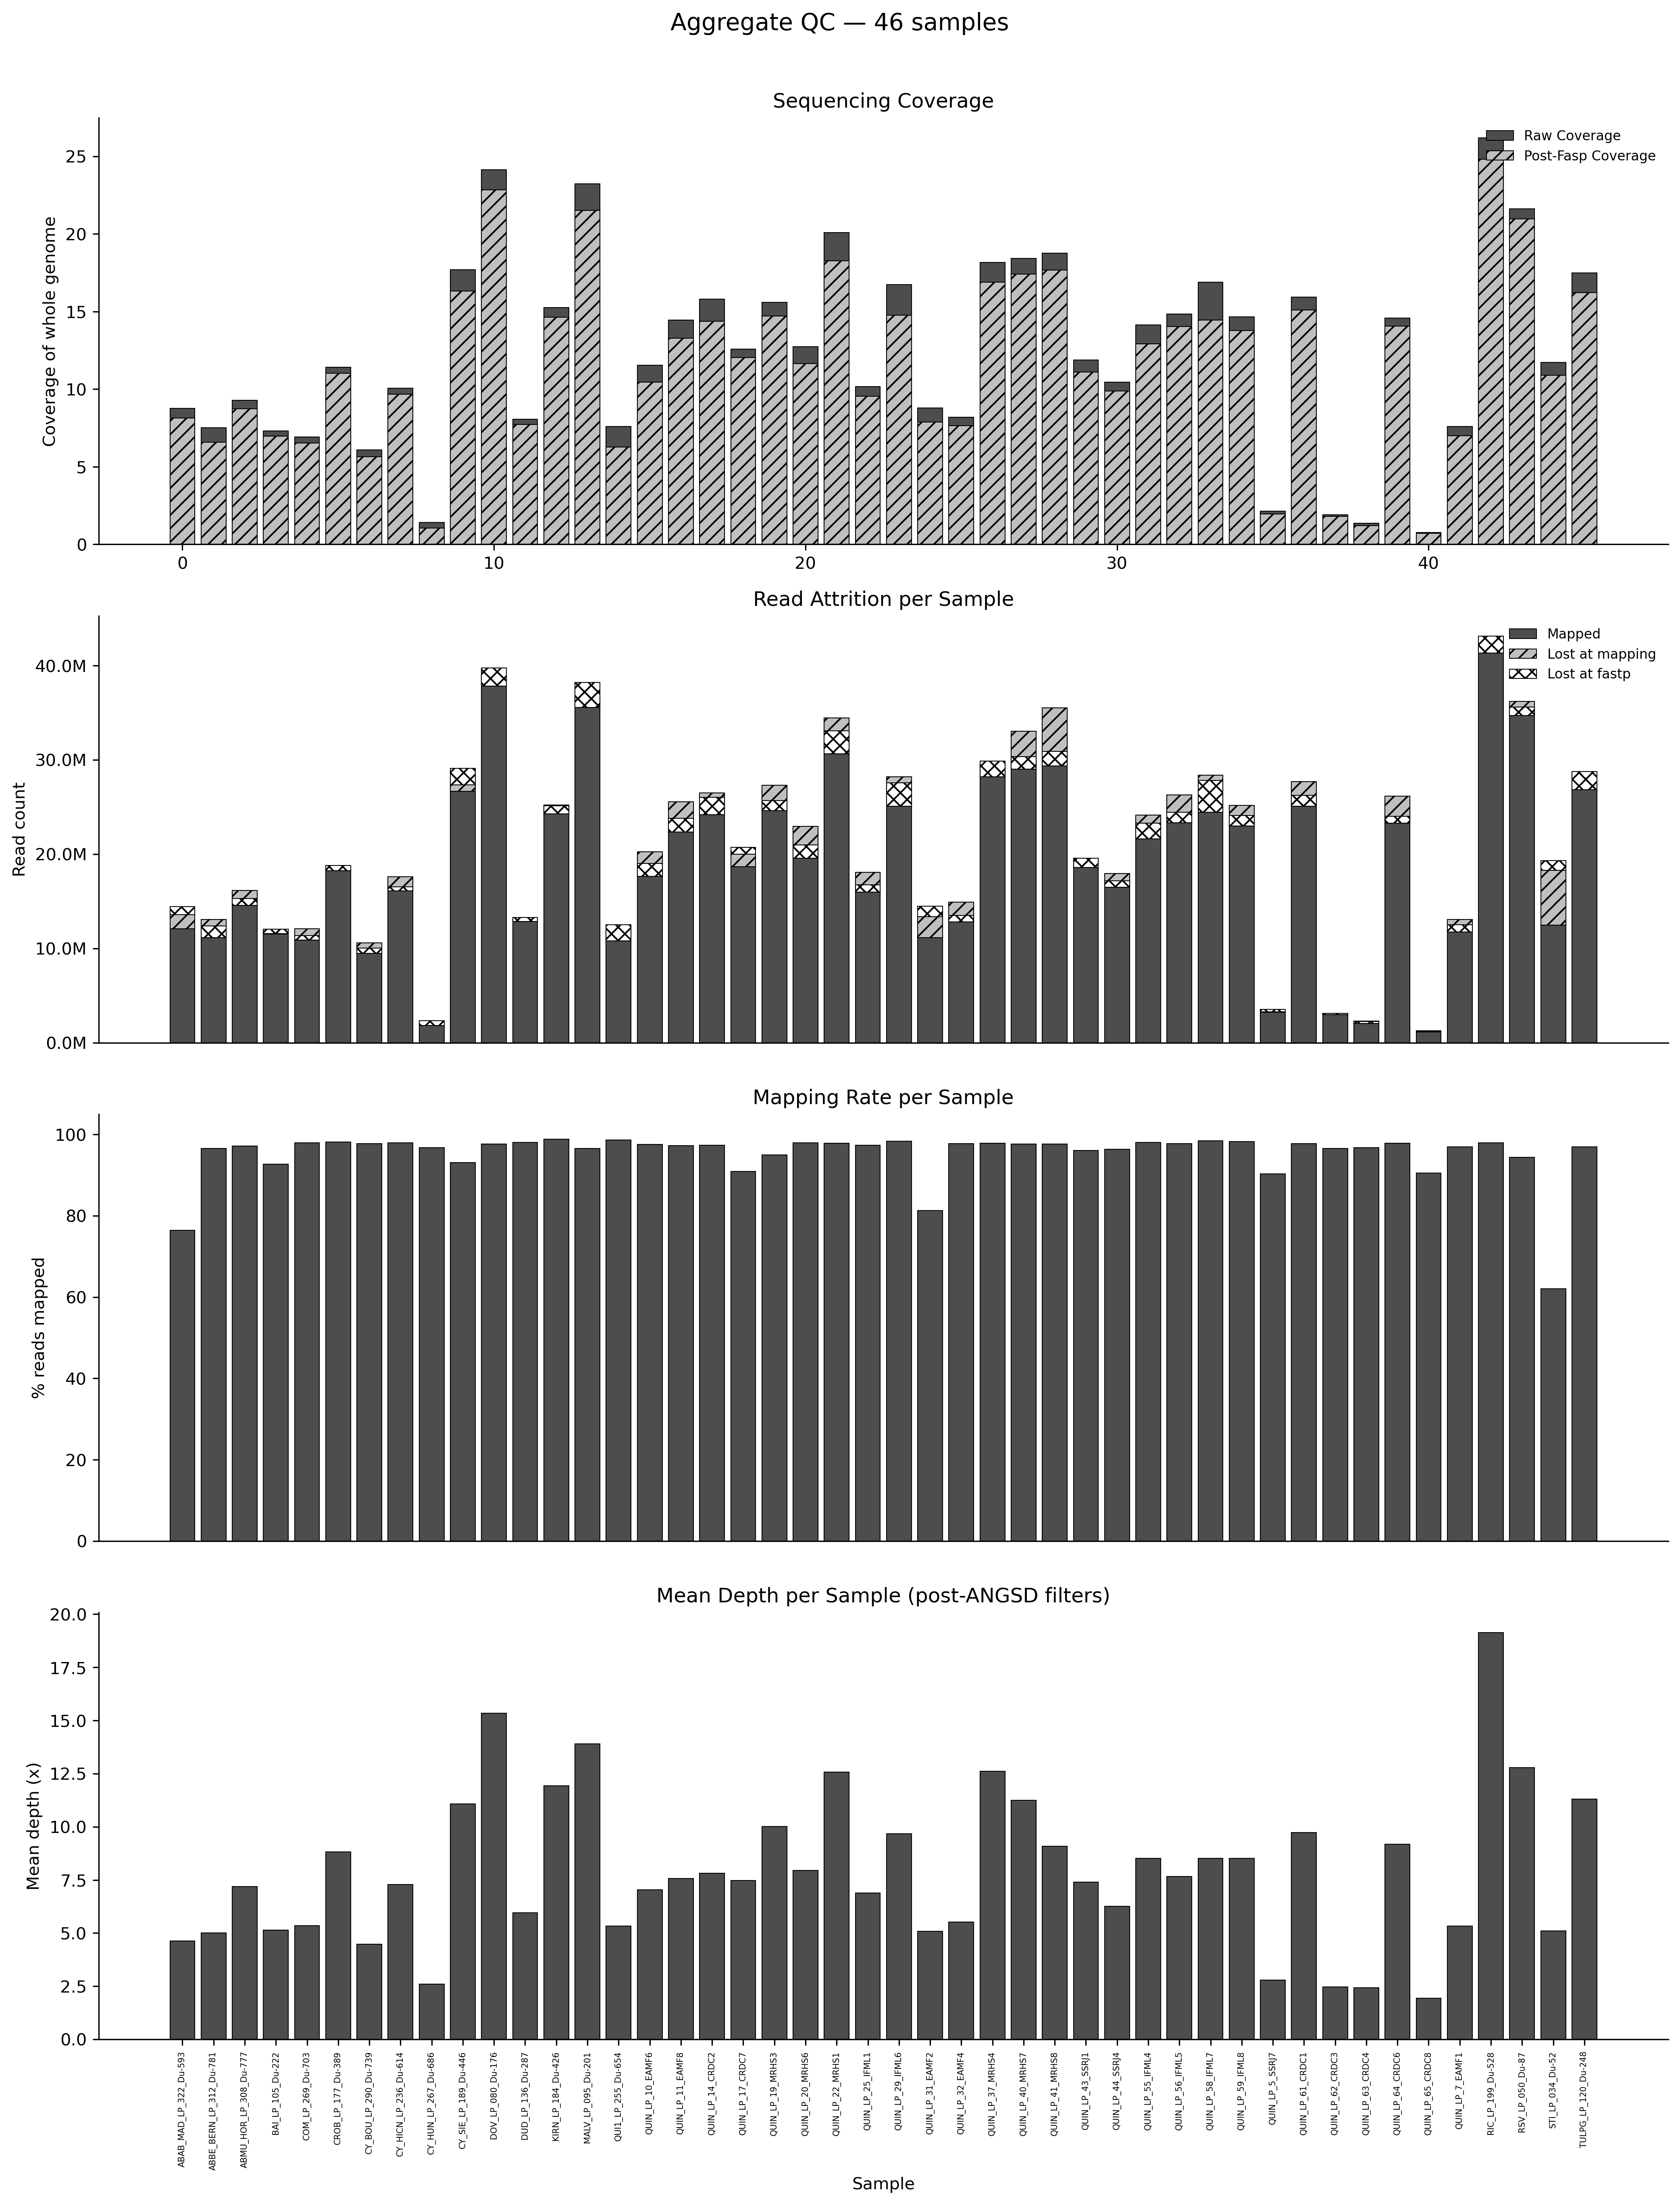 Aggregate QC — 46 samples
Sequencing Coverage
Coverage of whole genome
25
20
15
10
5
0
Raw Coverage
Post-Fasp Coverage
0 10 20 30 40
Read Attrition per Sample
Read count
40.0M
30.0M
20.0M
10.0M
0.0M
Mapped
Lost at mapping
Lost at fastp
Mapping Rate per Sample
% reads mapped
100
80
60
40
20
0
Mean Depth per Sample (post-ANGSD filters)
Mean depth (x)
20.0
17.5
15.0
12.5
10.0
7.5
5.0
2.5
0.0
ABAB_MAD_LP_322_Du-593
ABBE_BERN_LP_312_Du-781
ABMU_HOR_LP_308_Du-777
BAI_LP_105_Du-222
COM_LP_269_Du-703
CROB_LP_177_Du-389
CY_BOU_LP_290_Du-739
CY_HICN_LP_236_Du-614
CY_HUN_LP_267_Du-686
CY_SIE_LP_189_Du-446
DOV_LP_080_Du-176
DUD_LP_136_Du-287
KIRN_LP_184_Du-426
MALV_LP_095_Du-201
QUI1_LP_255_Du-654
QUIN_LP_10_EAMF6
QUIN_LP_11_EAMF8
QUIN_LP_14_CRDC2
QUIN_LP_17_CRDC7
QUIN_LP_19_MRHS3
QUIN_LP_20_MRHS6
QUIN_LP_22_MRHS1
QUIN_LP_25_IFML1
QUIN_LP_29_IFML6
QUIN_LP_31_EAMF2
QUIN_LP_32_EAMF4
QUIN_LP_37_MRHS4
QUIN_LP_40_MRHS7
QUIN_LP_41_MRHS8
QUIN_LP_43_SSRJ1
QUIN_LP_44_SSRJ4
QUIN_LP_55_IFML4
QUIN_LP_56_IFML5
QUIN_LP_58_IFML7
QUIN_LP_59_IFML8
QUIN_LP_5_SSRJ7
QUIN_LP_61_CRDC1
QUIN_LP_62_CRDC3
QUIN_LP_63_CRDC4
QUIN_LP_64_CRDC6
QUIN_LP_65_CRDC8
QUIN_LP_7_EAMF1
RIC_LP_199_Du-528
RSV_LP_050_Du-87
STI_LP_034_Du-52
TULPG_LP_120_Du-248
Sample